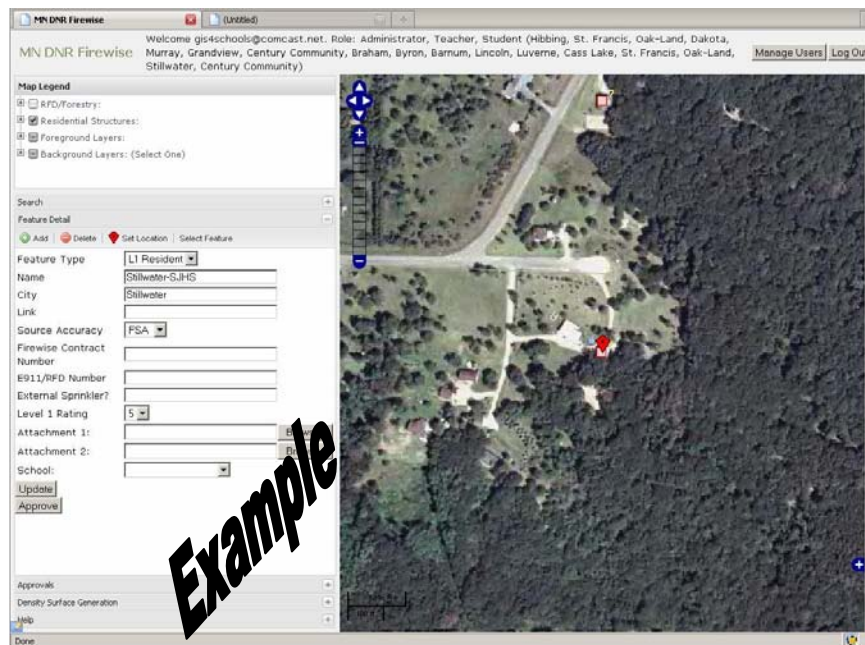 MN DNR Firewise
(Untitled)
MN DNR Firewise
Welcome gis4schools@comcast.net. Role: Administrator, Teacher, Student (Hibbing, St. Francis, Oak-Land, Dakota,
Murray, Grandview, Century Community, Braham, Byron, Barnum, Lincoln, Luverne, Cass Lake, St. Francis, Oak-Land,
Stillwater, Century Community)
Manage Users
Log Ou
Map Legend
RFD/Forestry:
Residential Structures:
Foreground Layers:
Background Layers: (Select One)
Search
Feature Detail
Add
Delete
Set Location
Select Feature
Feature Type L1 Resident
Name Stillwater-SJHS
City Stillwater
Link
Source Accuracy FSA
Firewise Contract
Number
E911/RFD Number
External Sprinkler?
Level 1 Rating 5
Attachment 1:
Attachment 2:
School:
Update
Approve
Example
Approvals
Density Surface Generation
Help
Done